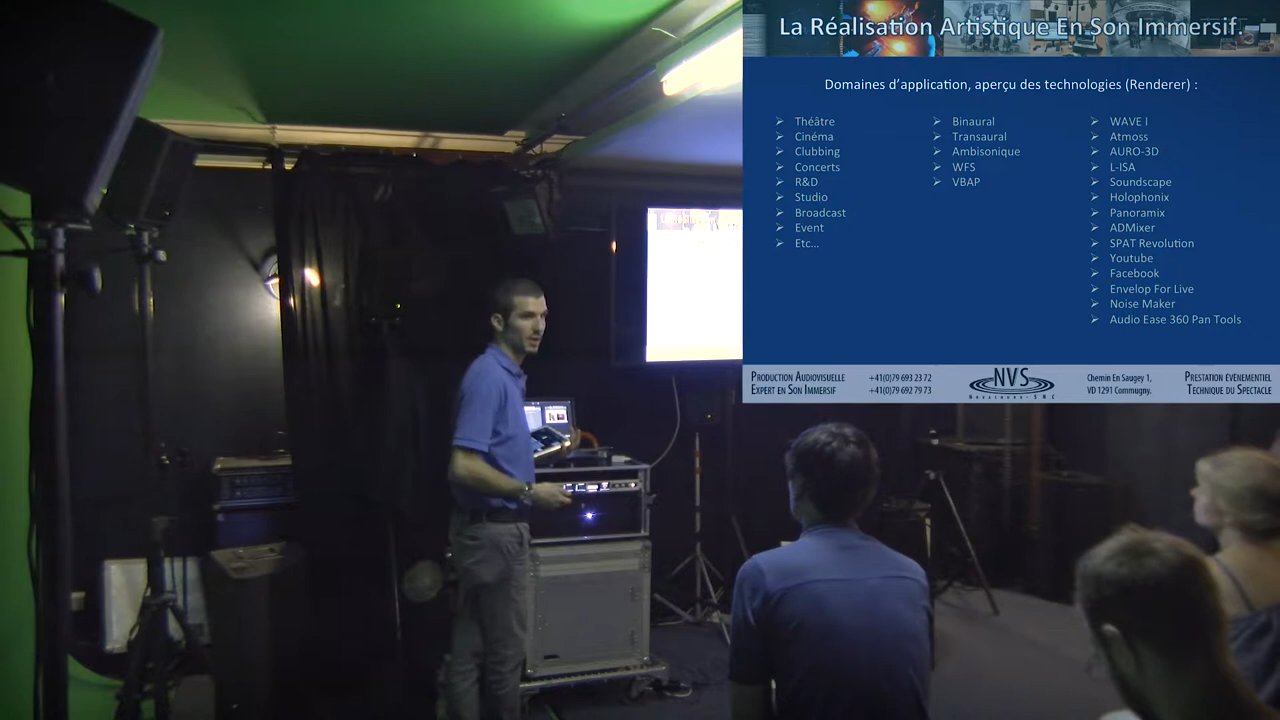 La Réalisation Artistique En Son Immersif.
Domaines d'application, aperçu des technologies (Renderer) :
Théâtre
Cinéma
Clubbing
Concerts
R&D
Studio
Broadcast
Event
Etc...
Binaural
Transaural
Ambisonique
WFS
VBAP
WAVE I
Atmoss
AURO-3D
L-ISA
Soundscape
Holophonix
Panoramix
ADMixer
SPAT Revolution
Youtube
Facebook
Envelop For Live
Noise Maker
Audio Ease 360 Pan Tools
Production Audiovisuelle
Expert en Son Immersif
+41(0)79 693 23 72
+41(0)79 692 79 73
NVS
Chemin En Saugey 1,
VD 1291 Commugny.
Prestation événementiel
Technique du Spectacle